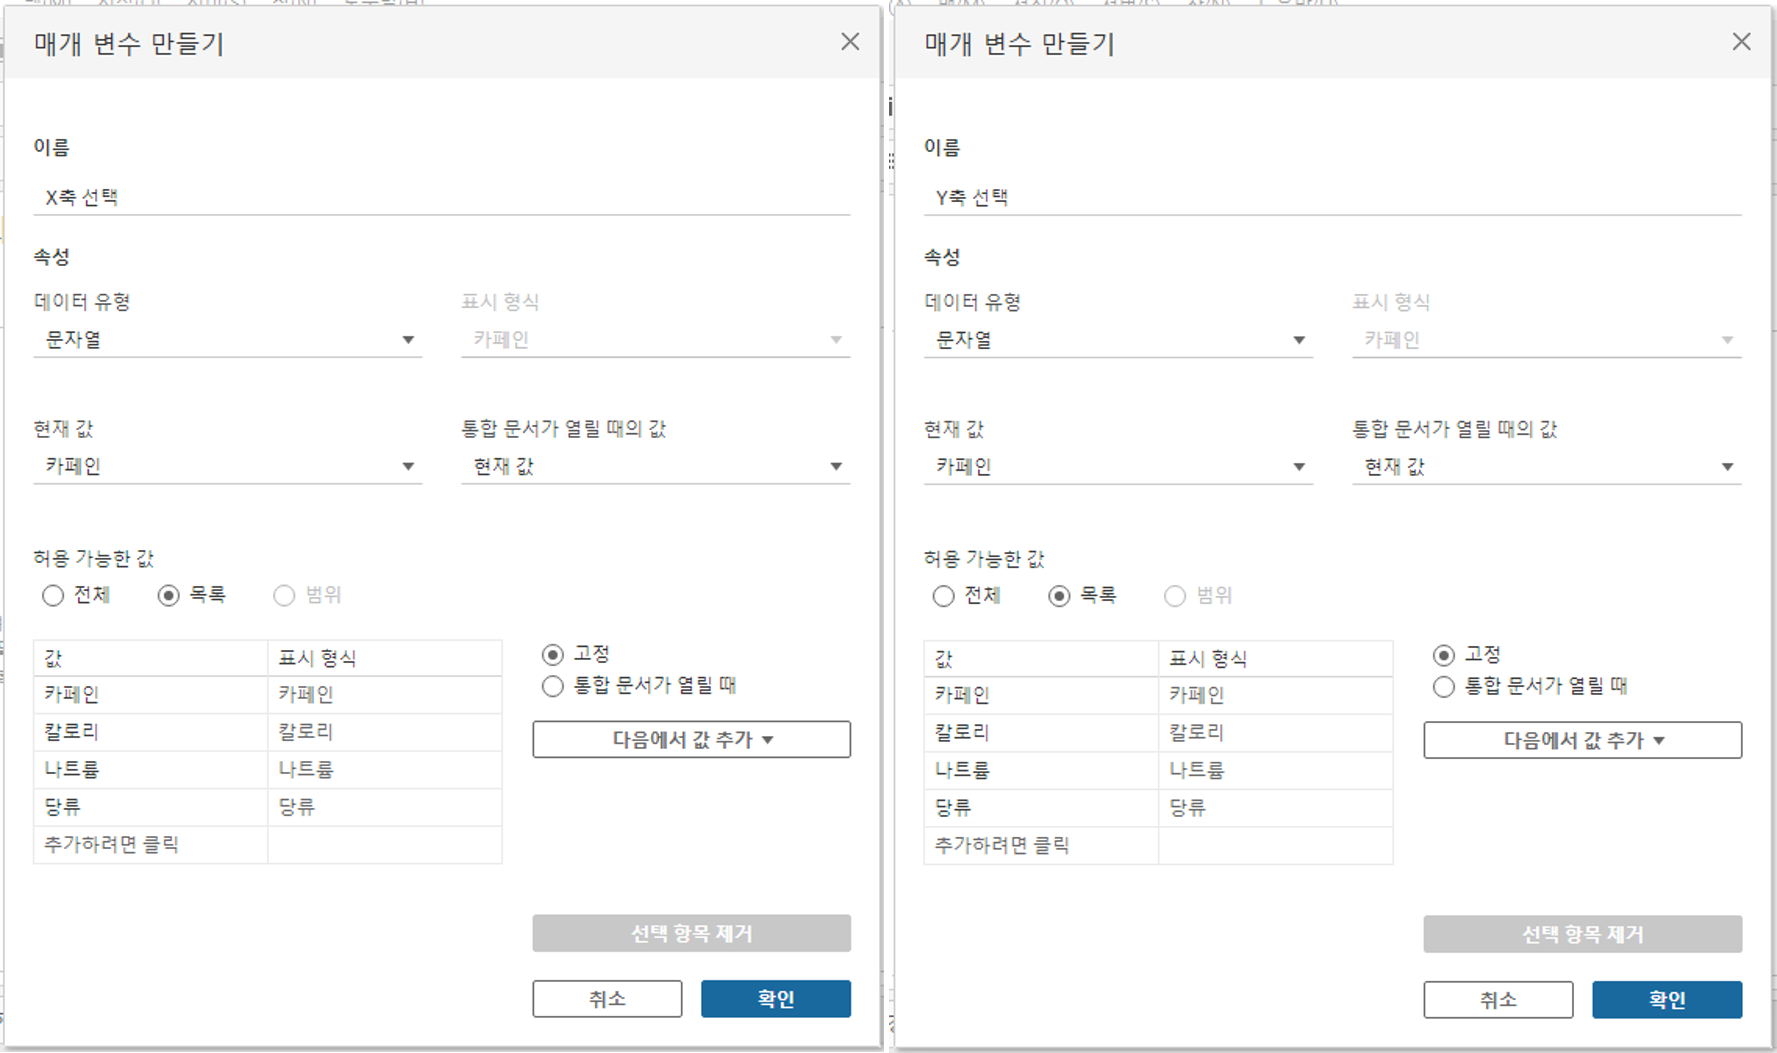 매개 변수 만들기
이름
X축 선택
속성
데이터 유형 표시 형식
문자열 카페인
현재 값 통합 문서가 열릴 때의 값
카페인 현재 값
허용 가능한 값
전체 목록 범위
값 표시 형식
카페인 카페인
칼로리 칼로리
나트륨 나트륨
당류 당류
추가하려면 클릭
고정
통합 문서가 열릴 때
다음에서 값 추가
선택 항목 제거
취소 확인
매개 변수 만들기
이름
Y축 선택
속성
데이터 유형 표시 형식
문자열 카페인
현재 값 통합 문서가 열릴 때의 값
카페인 현재 값
허용 가능한 값
전체 목록 범위
값 표시 형식
카페인 카페인
칼로리 칼로리
나트륨 나트륨
당류 당류
추가하려면 클릭
고정
통합 문서가 열릴 때
다음에서 값 추가
선택 항목 제거
취소 확인